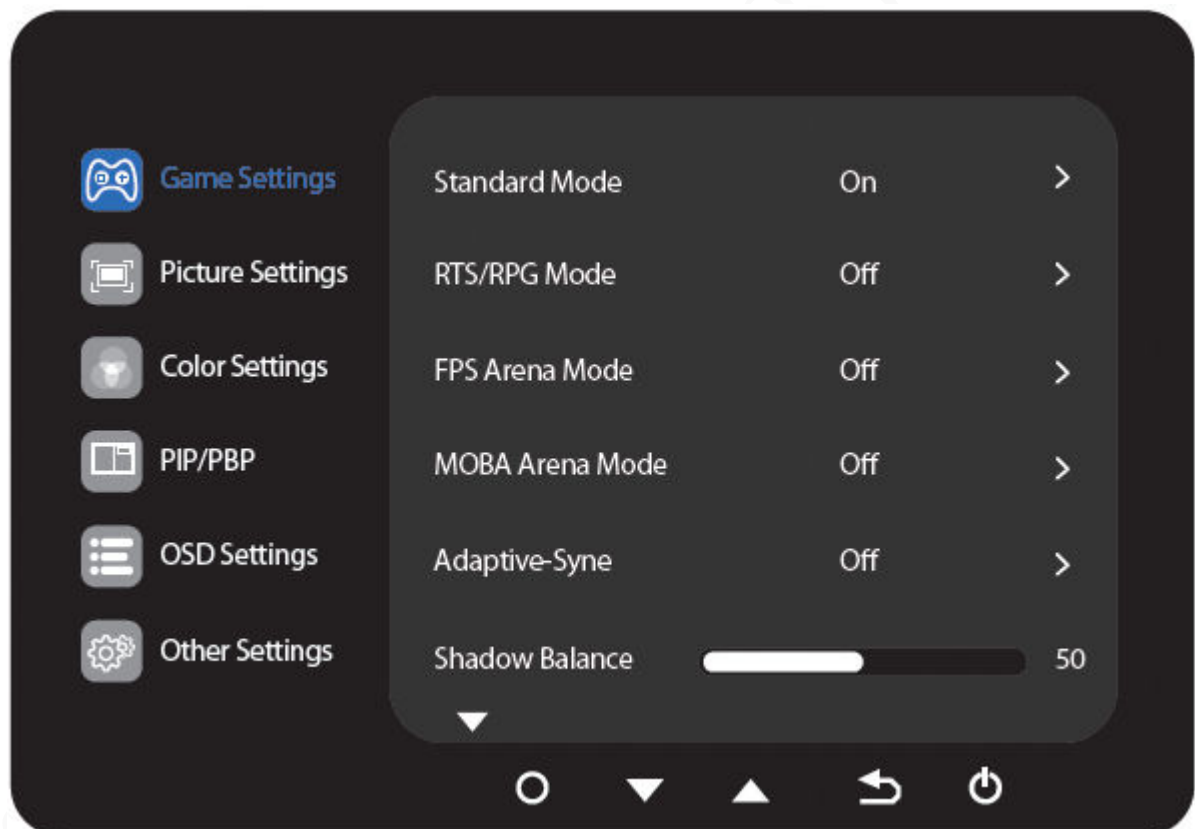 Game Settings
Standard Mode On
Picture Settings
RTS/RPG Mode Off
Color Settings
FPS Arena Mode Off
PIP/PBP
MOBA Arena Mode Off
OSD Settings
Adaptive-Syne Off
Other Settings
Shadow Balance 50